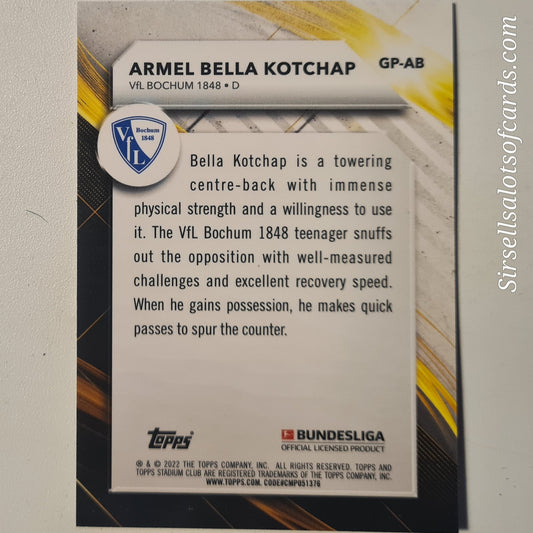 ARMEL BELLA KOTCHAP
GP-AB
VfL BOCHUM 1848 • D
Bochum
1848
VfL
Bella Kotchap is a towering
centre-back with immense
physical strength and a willingness to use
it. The VfL Bochum 1848 teenager snuffs
out the opposition with well-measured
challenges and excellent recovery speed.
When he gains possession, he makes quick
passes to spur the counter.
Topps
BUNDESLIGA
OFFICIAL LICENSED PRODUCT
® & © 2022 THE TOPPS COMPANY, INC. ALL RIGHTS RESERVED. TOPPS AND
TOPPS STADIUM CLUB ARE REGISTERED TRADEMARKS OF THE TOPPS COMPANY, INC.
WWW.TOPPS.COM. CODE#CMP051376
Sirsellsalotsofcards.com